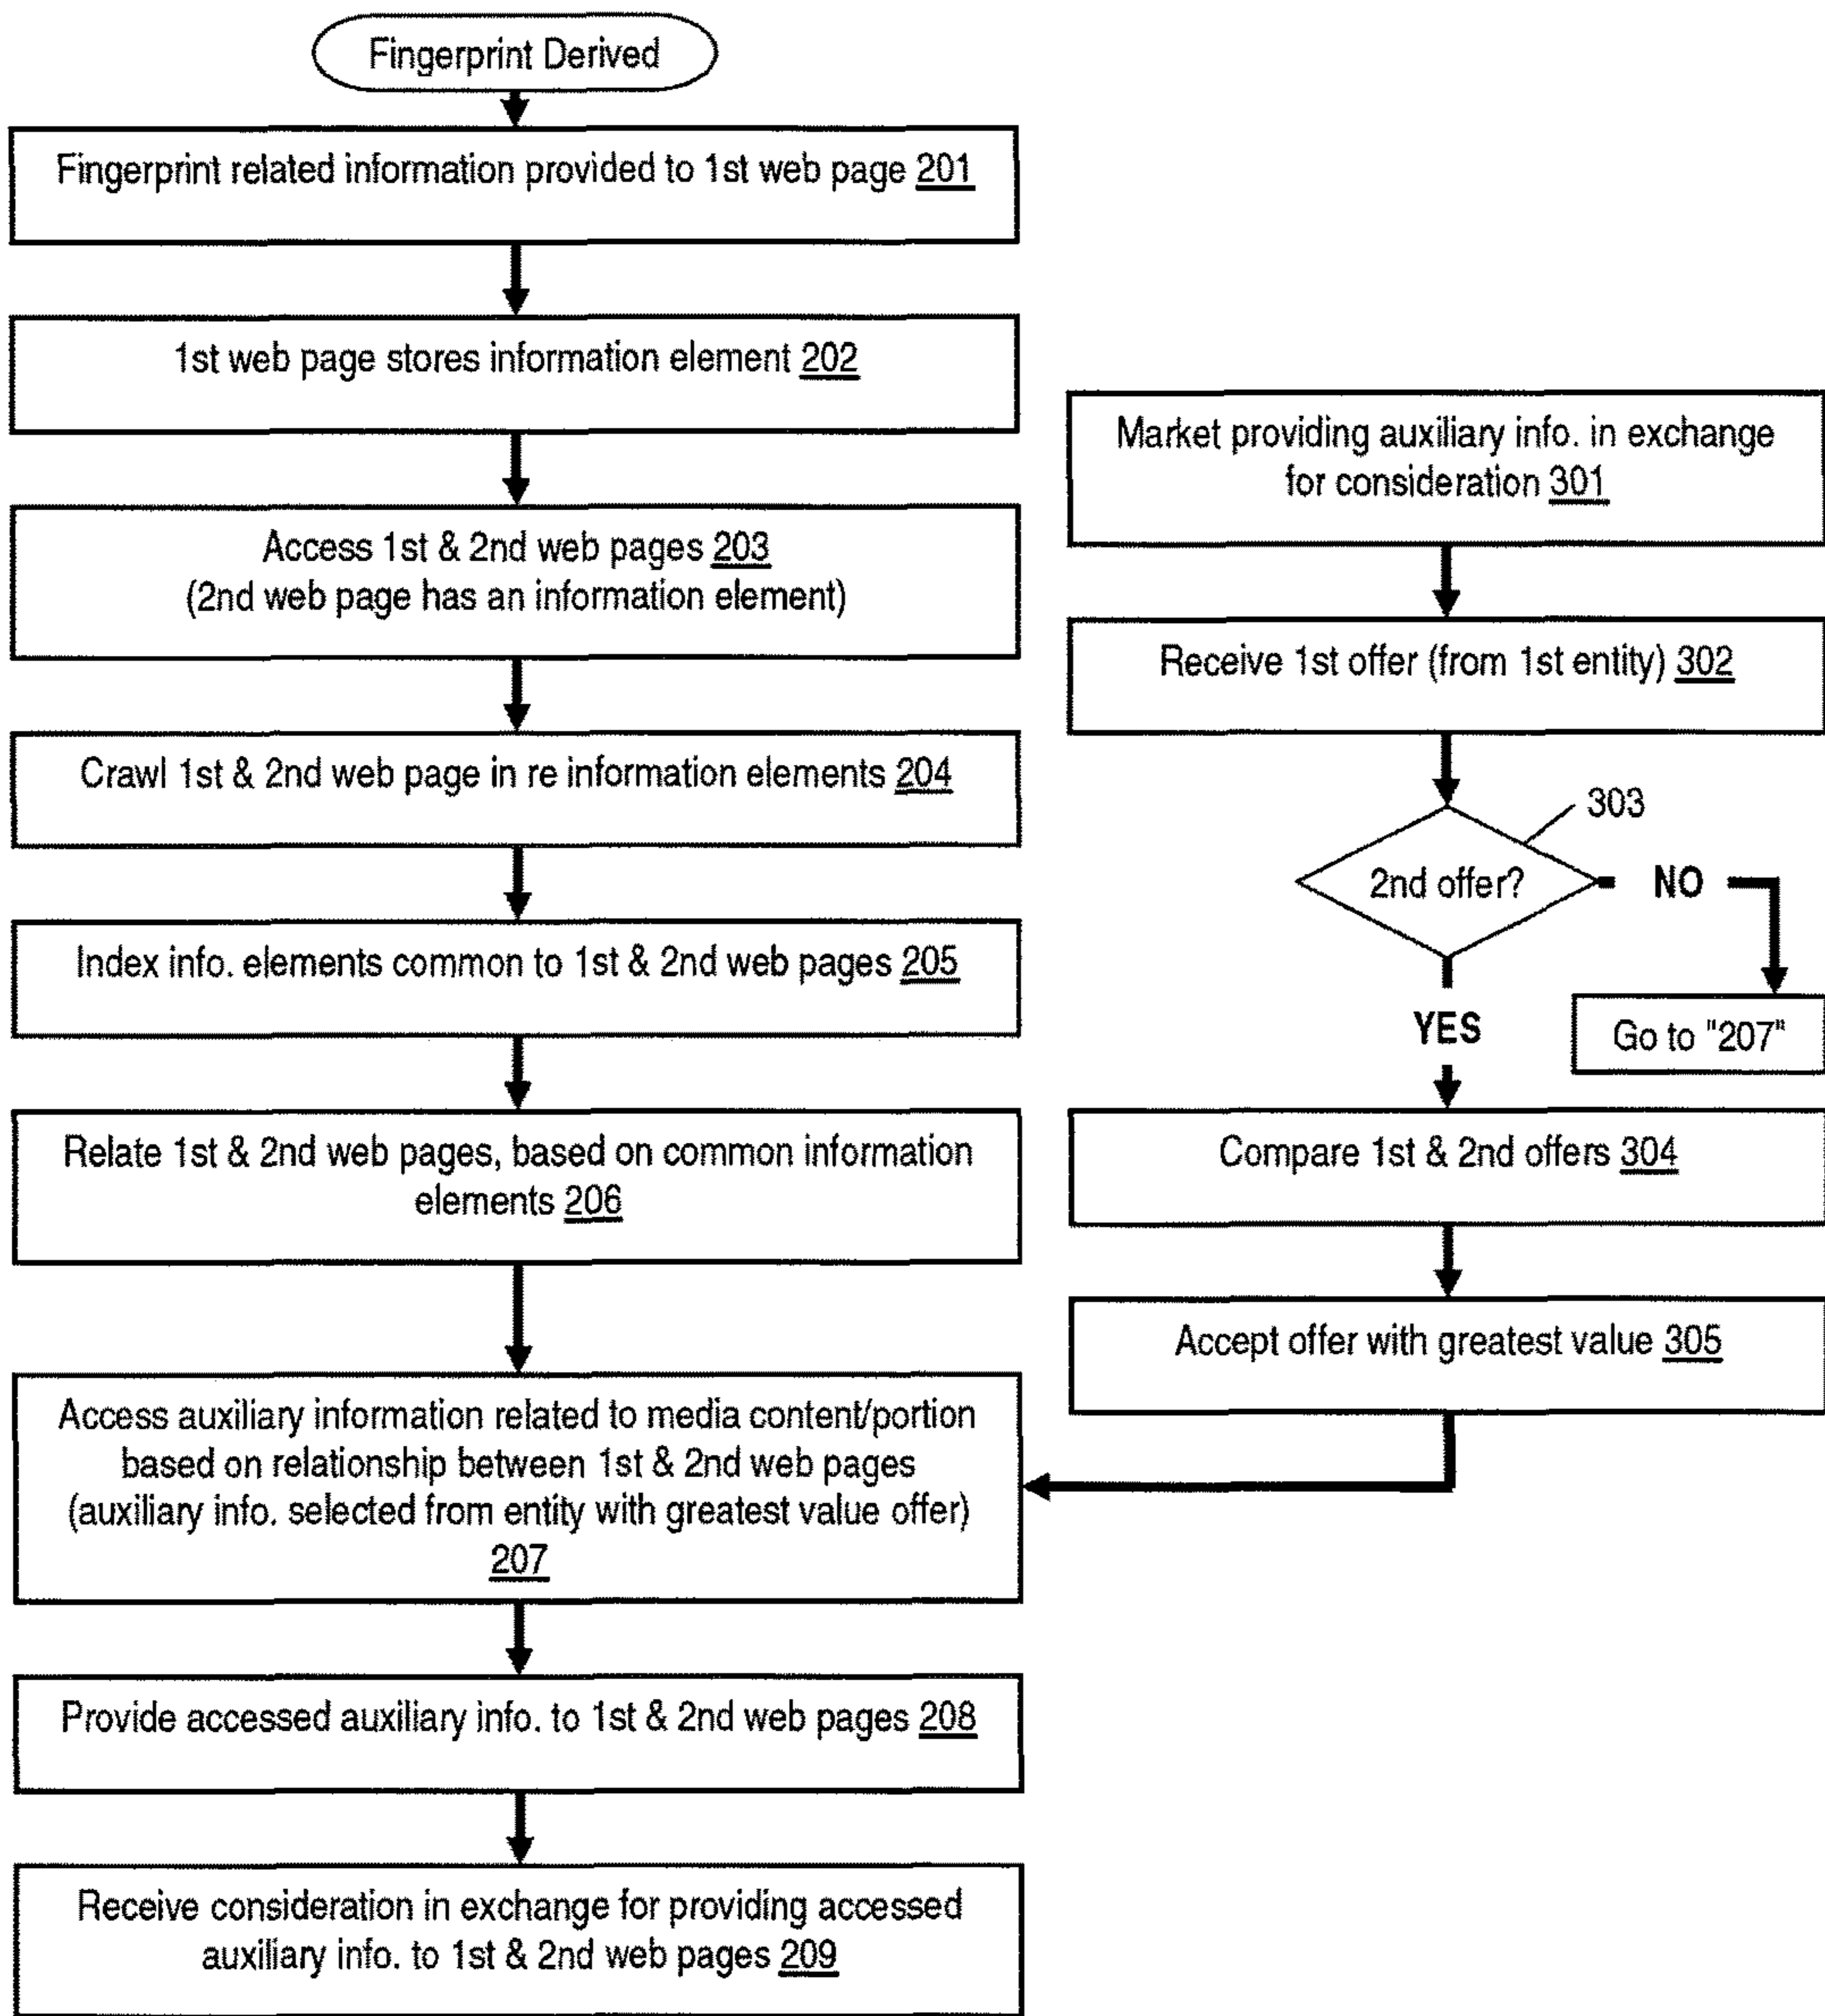 Fingerprint Derived
Fingerprint related information provided to 1st web page 201
1st web page stores information element 202
Access 1st & 2nd web pages 203
(2nd web page has an information element)
Crawl 1st & 2nd web page in re information elements 204
Index info. elements common to 1st & 2nd web pages 205
Relate 1st & 2nd web pages, based on common information
elements 206
Access auxiliary information related to media content/portion
based on relationship between 1st & 2nd web pages
(auxiliary info. selected from entity with greatest value offer)
207
Provide accessed auxiliary info. to 1st & 2nd web pages 208
Receive consideration in exchange for providing accessed
auxiliary info. to 1st & 2nd web pages 209
Market providing auxiliary info. in exchange
for consideration 301
Receive 1st offer (from 1st entity) 302
303
2nd offer?
NO
YES
Go to "207"
Compare 1st & 2nd offers 304
Accept offer with greatest value 305